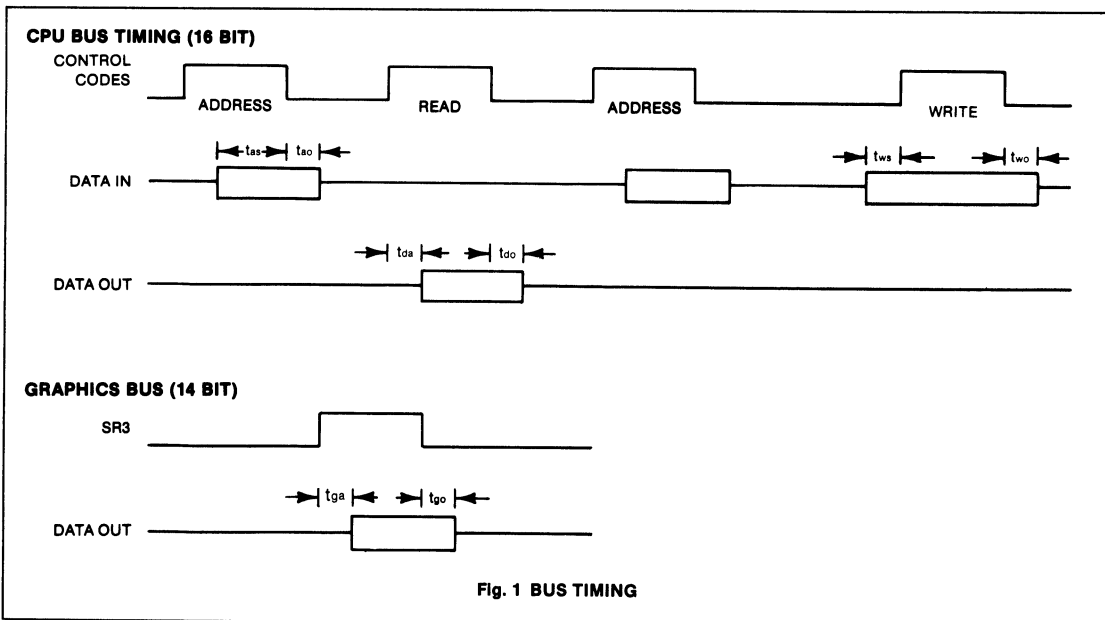 CPU BUS TIMING (16 BIT)
CONTROL
CODES
ADDRESS
READ
ADDRESS
WRITE
tas
tao
tws
two
DATA IN
tda
tdo
DATA OUT
GRAPHICS BUS (14 BIT)
SR3
tga
tgo
DATA OUT
Fig. 1 BUS TIMING